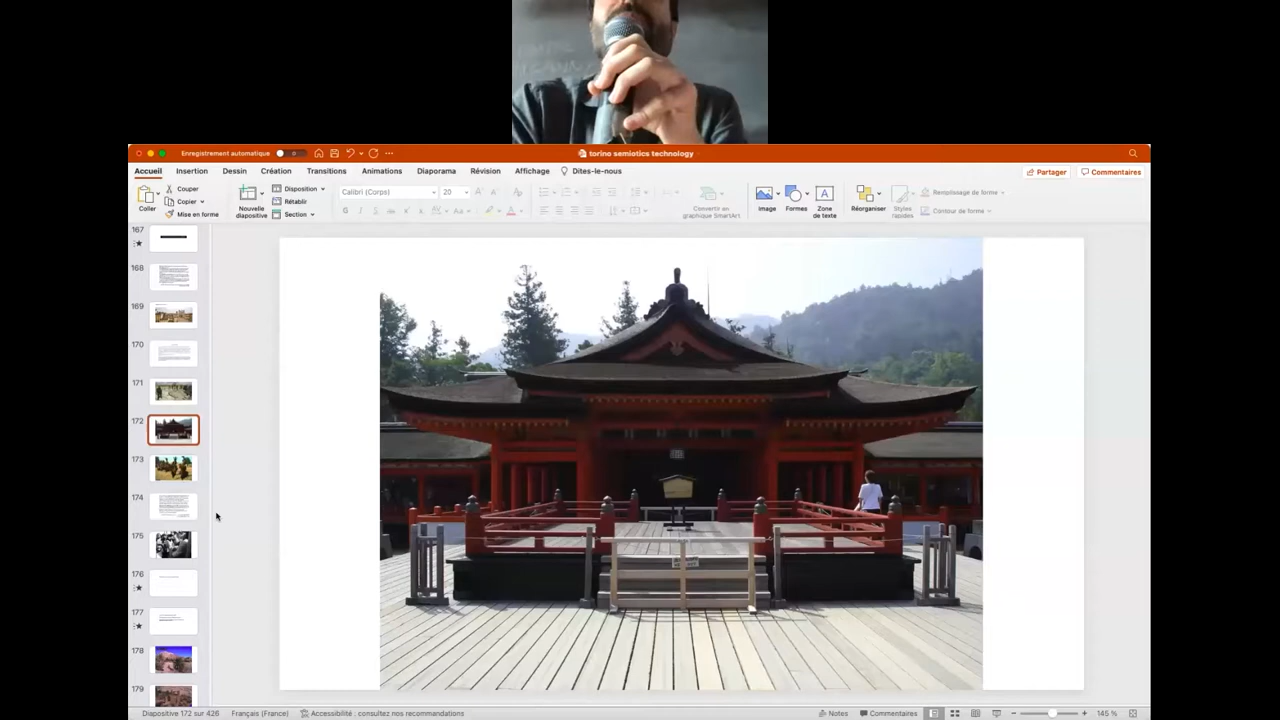 Enregistrement automatique
torino semiotics technology
Accueil Insertion Dessin Création Transitions Animations Diaporama Révision Affichage Dites-le-nous
Partager Commentaires
Coller
Couper
Copier
Mise en forme
Nouvelle
diapositive
Disposition
Rétablir
Section
Calibri (Corps) 20
Convertir en
graphique SmartArt
Image
Formes
Zone
de texte
Réorganiser
Styles
rapides
Remplissage de forme
Contour de forme
167
168
169
170
171
172
173
174
175
176
177
178
179
Diapositive 172 sur 426 Français (France) Accessibilité : consultez nos recommandations Notes Commentaires 145 %